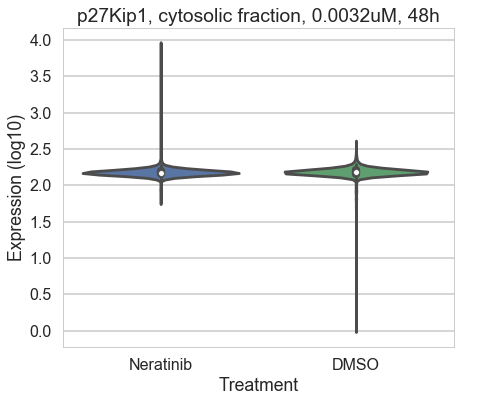 p27Kip1, cytosolic fraction, 0.0032uM, 48h
Expression (log10)
4.0
3.5
3.0
2.5
2.0
1.5
1.0
0.5
0.0
Neratinib
DMSO
Treatment